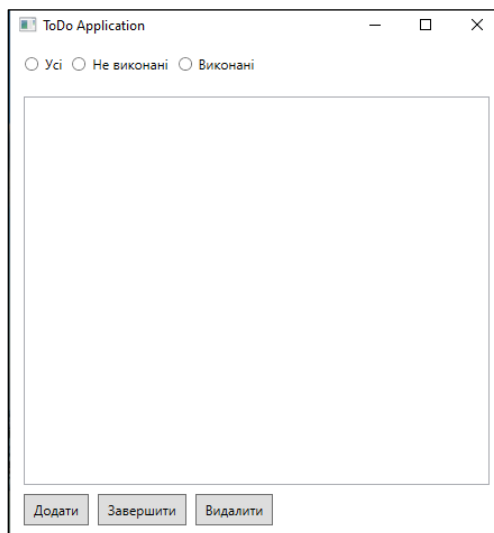 ToDo Application
Усі Не виконані Виконані
Додати Завершити Видалити